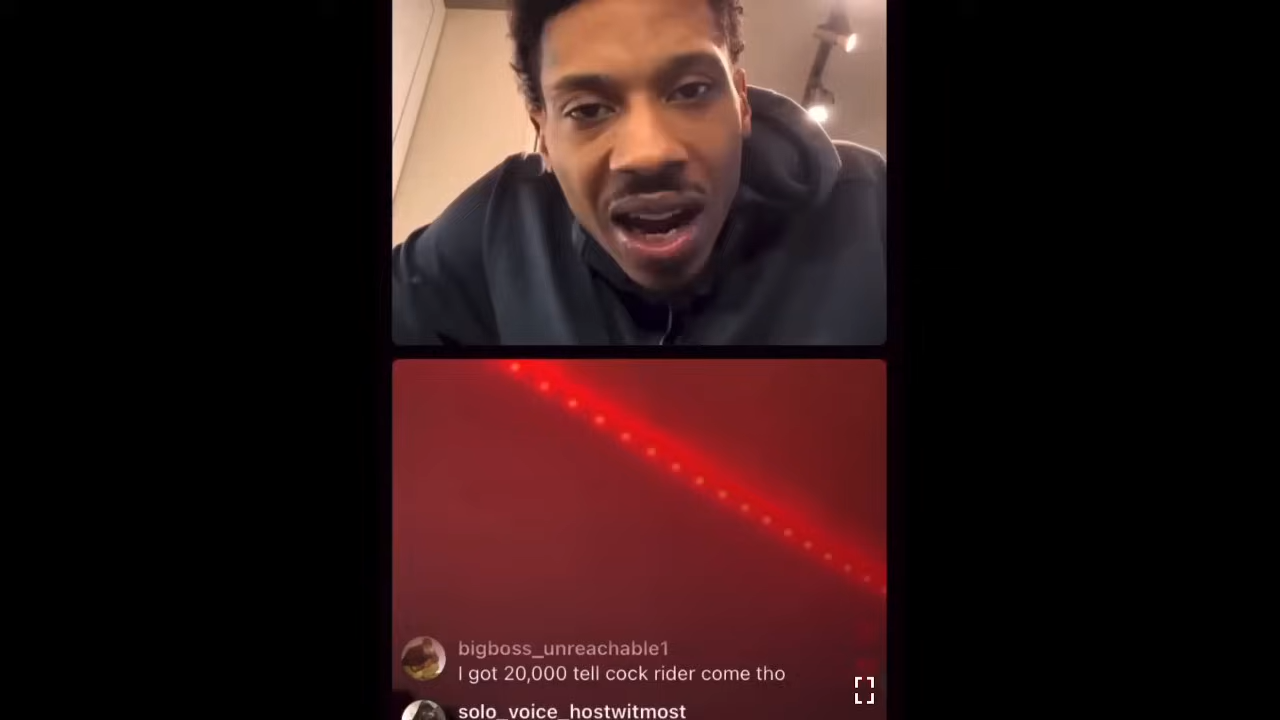 bigboss_unreachable1
I got 20,000 tell cock rider come tho
solo_voice_hostwitmost